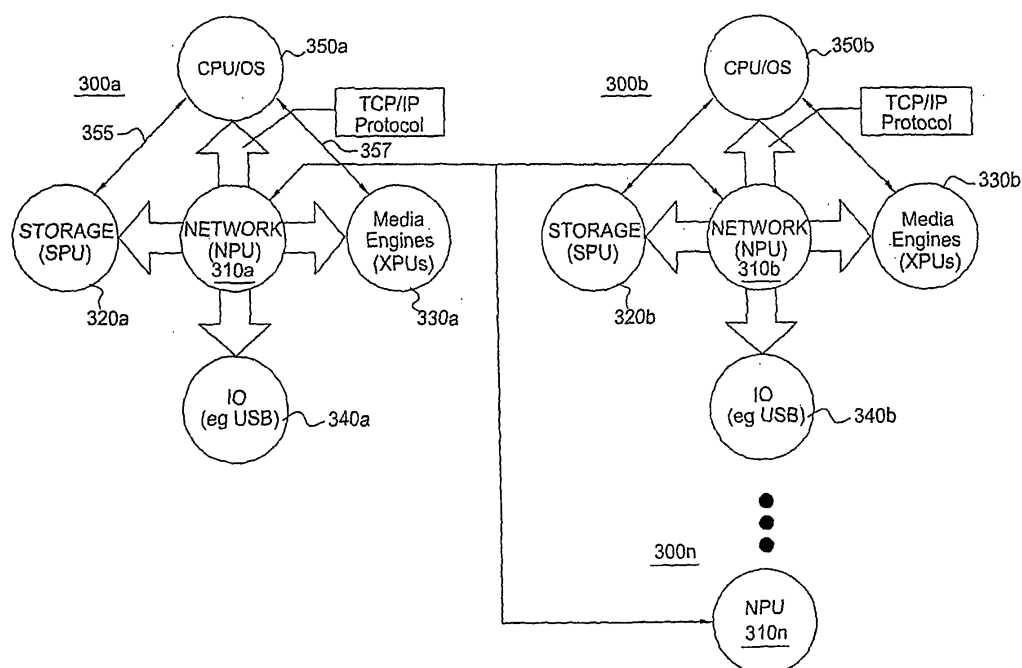 350a
CPU/OS
300a
TCP/IP
Protocol
355
357
STORAGE
(SPU)
NETWORK
(NPU)
310a
Media
Engines
(XPUs)
320a
330a
IO
(eg USB)
340a
350b
CPU/OS
300b
TCP/IP
Protocol
330b
STORAGE
(SPU)
NETWORK
(NPU)
310b
Media
Engines
(XPUs)
320b
IO
(eg USB)
340b
300n
NPU
310n